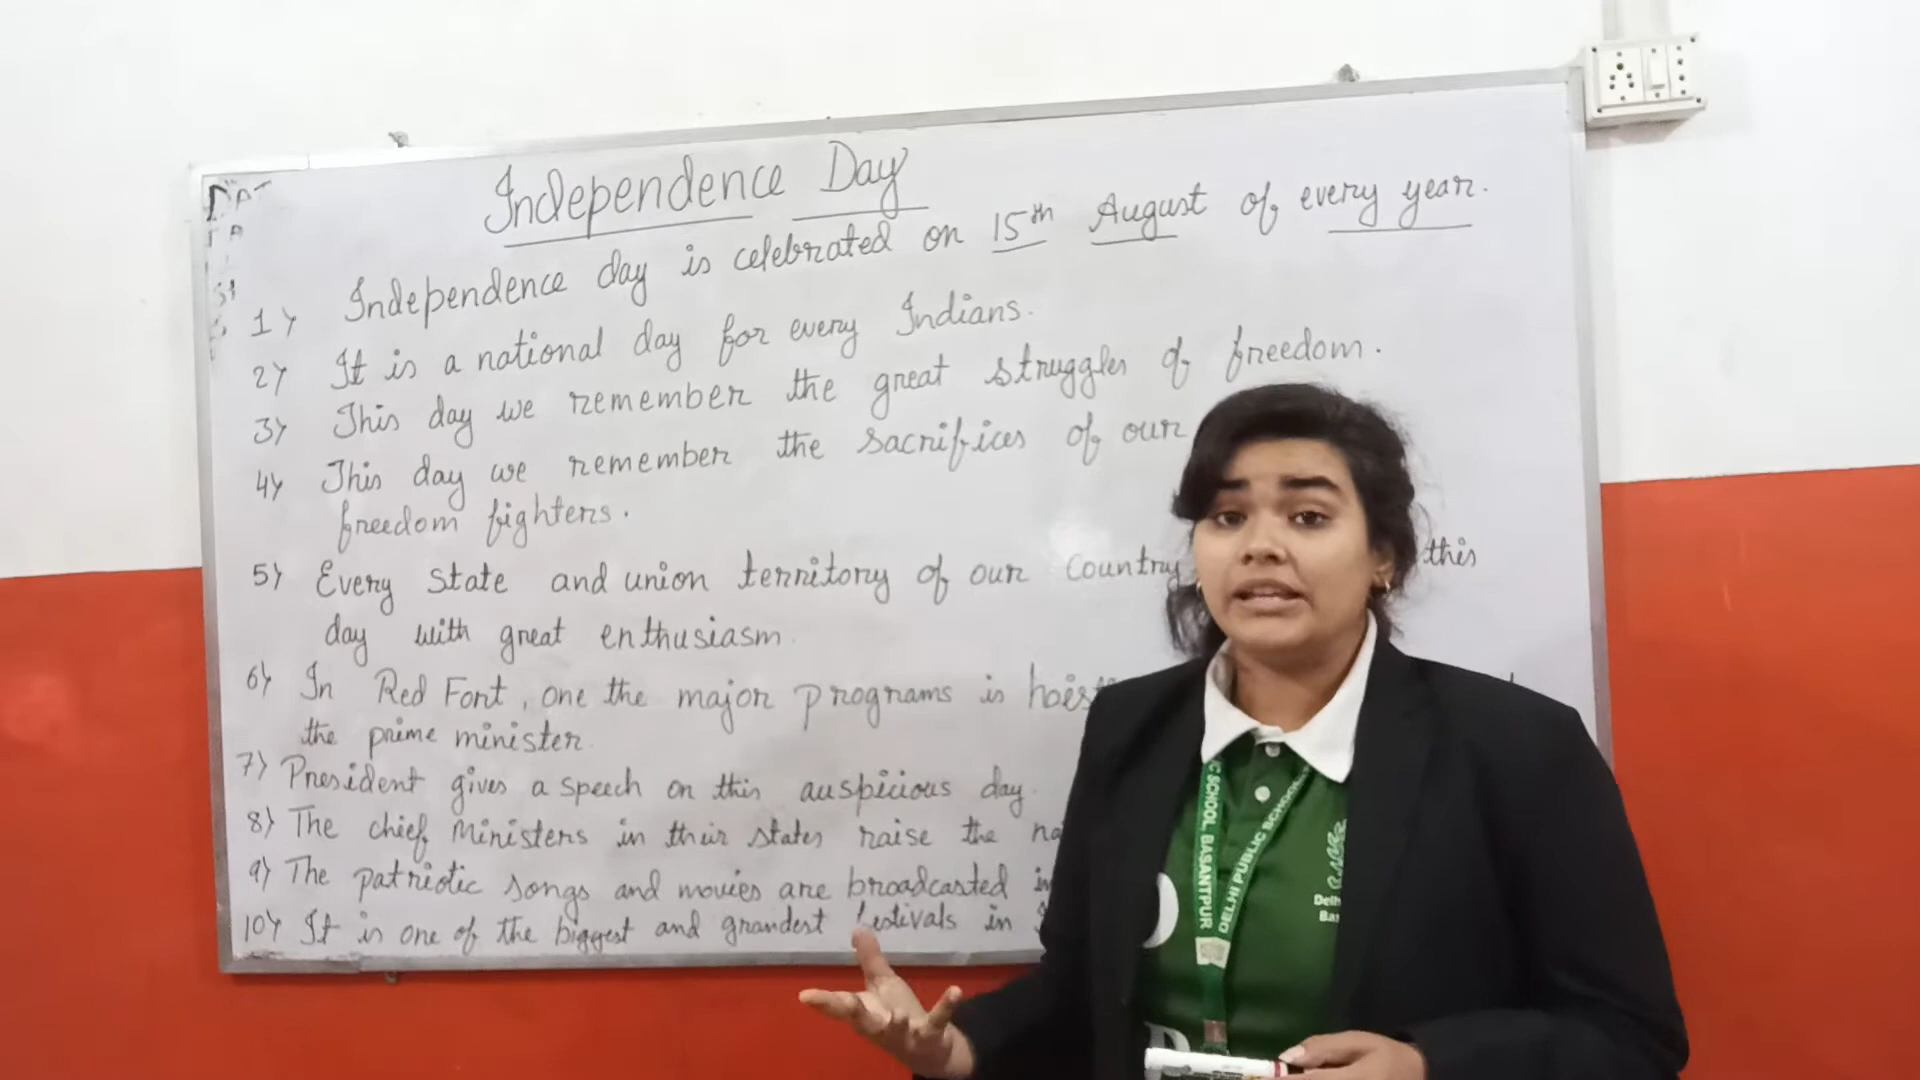 Independence Day
1) Independence day is celebrated on 15th August of every year.
2) It is a national day for every Indians.
3) This day we remember the great struggles of freedom.
4) This day we remember the sacrifices of our
freedom fighters.
5) Every state and union territory of our country this
day with great enthusiasm.
6) In Red Fort, one the major programs is
the prime minister.
7) President gives a speech on this auspicious day.
8) The chief Ministers in their states raise the
9) The patriotic songs and movies are broadcasted in
10) It is one of the biggest and grandest festivals in
C SCHOOL BASANTPUR
DELHI PUBLIC SCHOOL